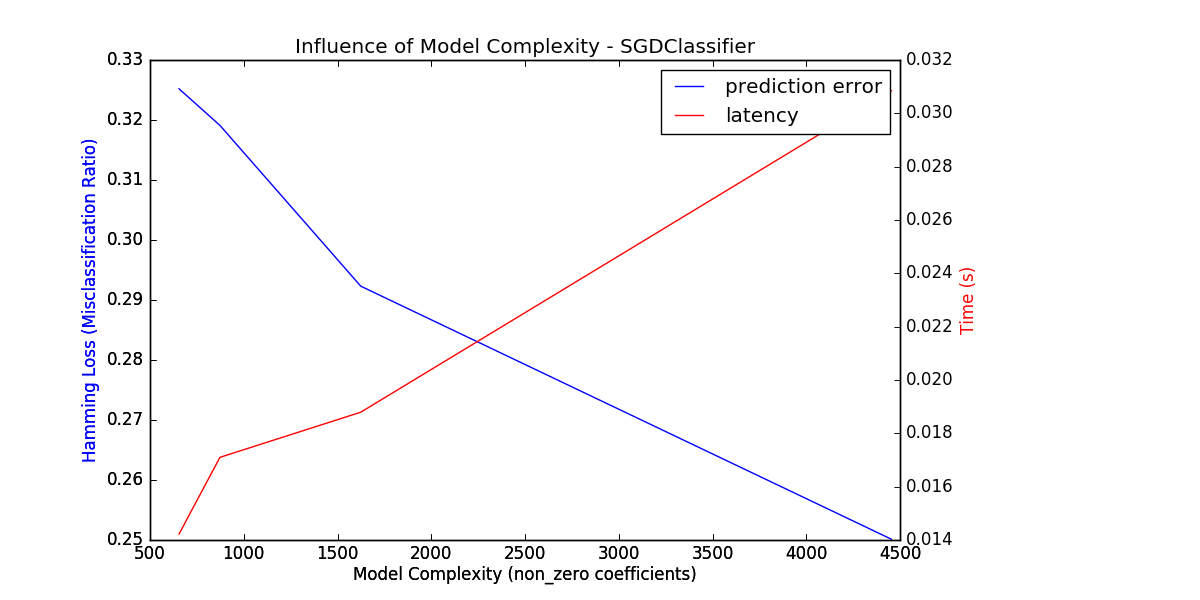 Influence of Model Complexity - SGDClassifier
prediction error
latency
0.33
0.32
0.31
0.30
0.29
0.28
0.27
0.26
0.25
Hamming Loss (Misclassification Ratio)
0.032
0.030
0.028
0.026
0.024
0.022
0.020
0.018
0.016
0.014
Time (s)
500 1000 1500 2000 2500 3000 3500 4000 4500
Model Complexity (non_zero coefficients)